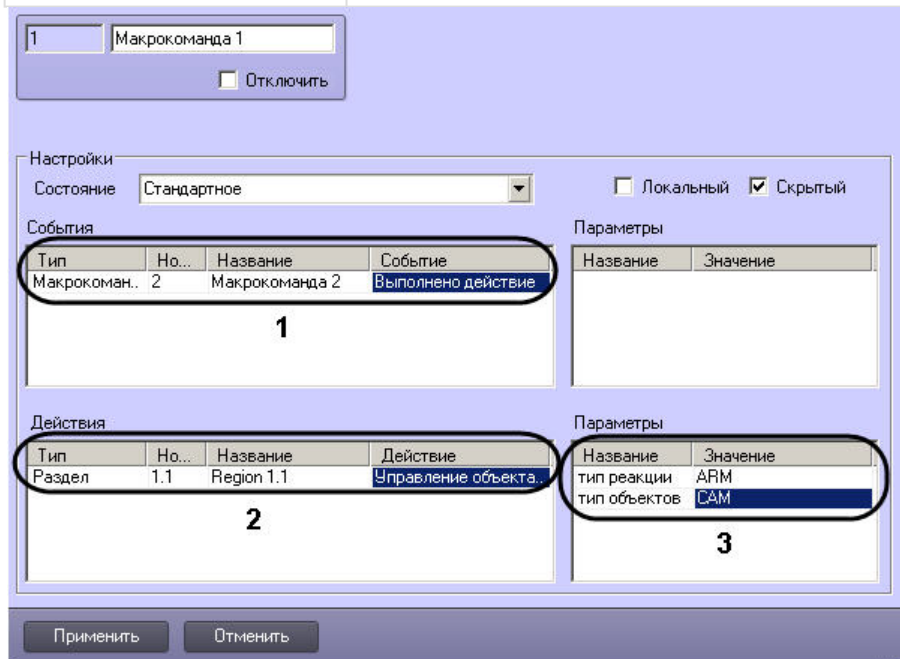 1 Макрокоманда 1
Отключить
Настройки
Состояние Стандартное Локальный Скрытый
События Параметры
Тип Но... Название Событие Название Значение
Макрокоман.. 2 Макрокоманда 2 Выполнено действие
1
Действия Параметры
Тип Но... Название Действие Название Значение
Раздел 1.1 Region 1.1 Управление объекта.. тип реакции ARM
тип объектов CAM
2 3
Применить Отменить